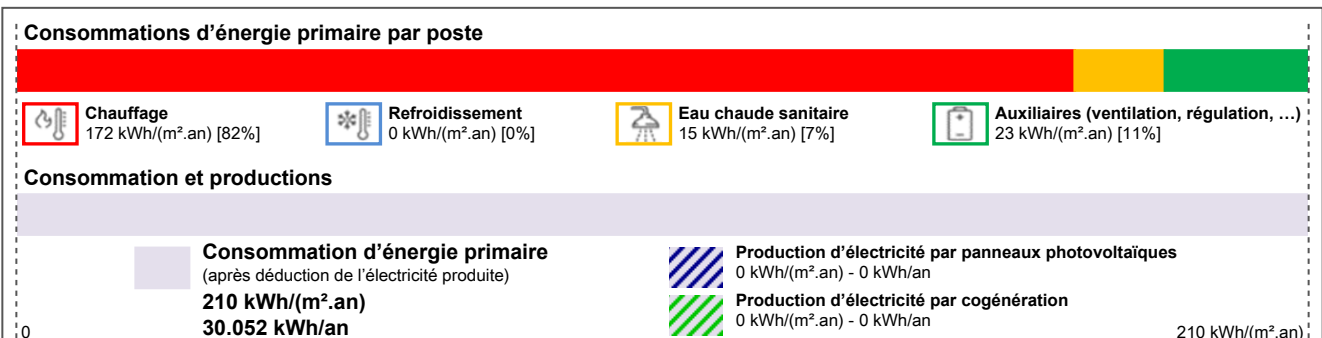 Consommations d’énergie primaire par poste
Chauffage
172 kWh/(m².an) [82%]
Refroidissement
0 kWh/(m².an) [0%]
Eau chaude sanitaire
15 kWh/(m².an) [7%]
Auxiliaires (ventilation, régulation, …)
23 kWh/(m².an) [11%]
Consommation et productions
Consommation d’énergie primaire
(après déduction de l’électricité produite)
210 kWh/(m².an)
30.052 kWh/an
Production d’électricité par panneaux photovoltaïques
0 kWh/(m².an) - 0 kWh/an
Production d’électricité par cogénération
0 kWh/(m².an) - 0 kWh/an
0
210 kWh/(m².an)